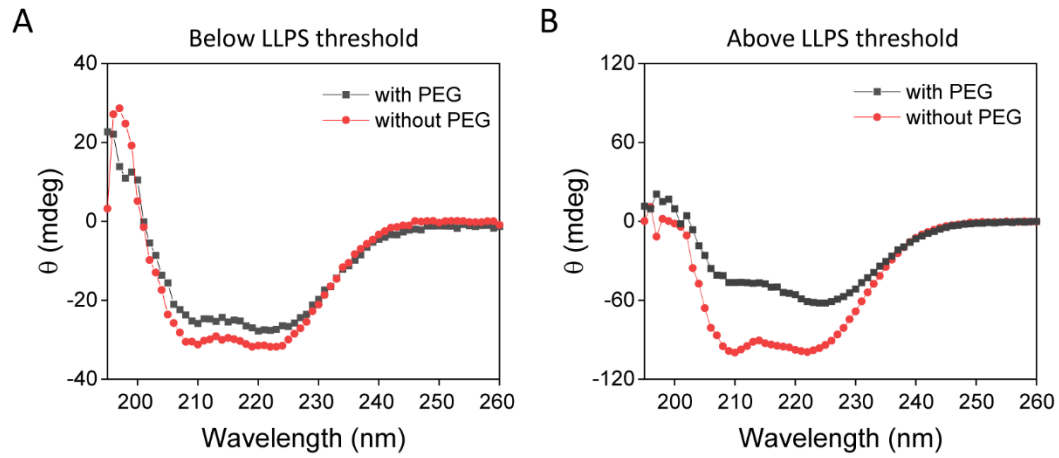 A
Below LLPS threshold
with PEG
without PEG
40
20
0
-20
-40
θ (mdeg)
200 210 220 230 240 250 260
Wavelength (nm)
B
Above LLPS threshold
with PEG
without PEG
120
60
0
-60
-120
θ (mdeg)
200 210 220 230 240 250 260
Wavelength (nm)